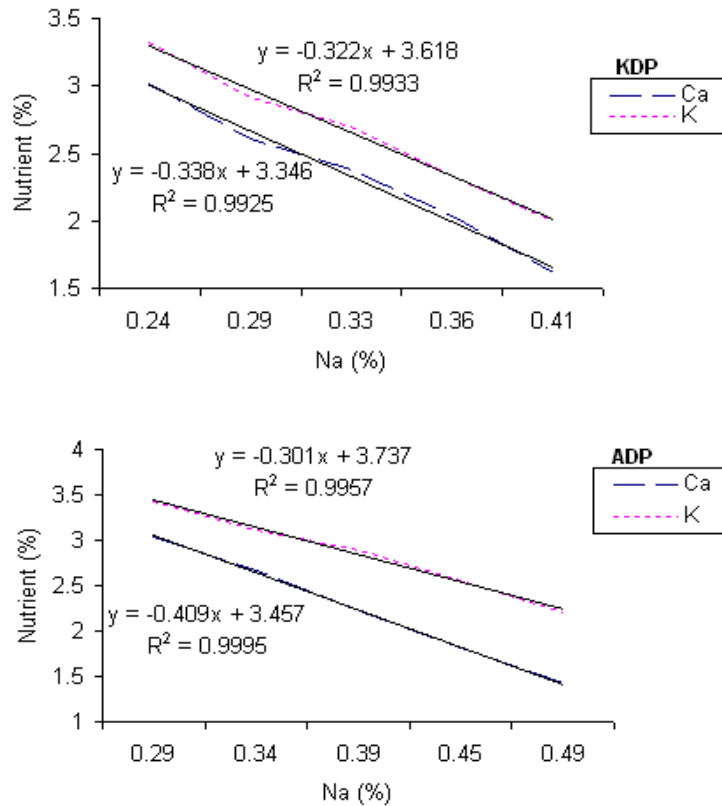 3.5
3
2.5
2
1.5
Nutrient (%)
y = -0.322x + 3.618
R² = 0.9933
y = -0.338x + 3.346
R² = 0.9925
0.24 0.29 0.33 0.36 0.41
Na (%)
KDP
Ca
K
4
3.5
3
2.5
2
1.5
1
Nutrient (%)
y = -0.301x + 3.737
R² = 0.9957
y = -0.409x + 3.457
R² = 0.9995
0.29 0.34 0.39 0.45 0.49
Na (%)
ADP
Ca
K